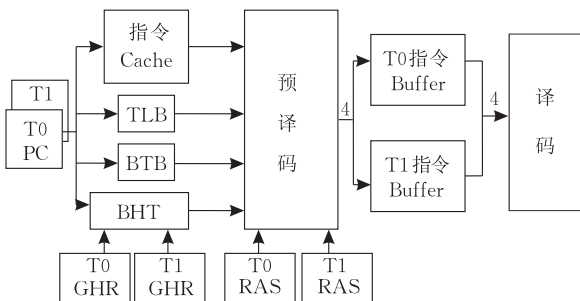 指令
Cache
T1
T0
PC
TLB
BTB
BHT
T0
GHR
T1
GHR
预
译
码
T0
RAS
T1
RAS
4
T0指令
Buffer
T1指令
Buffer
4
译
码